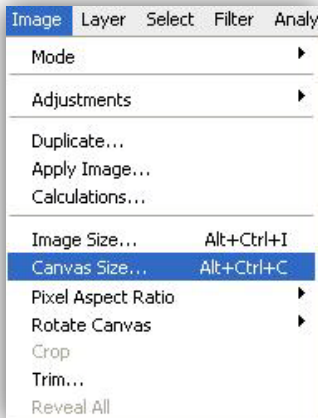 Image Layer Select Filter Analy
Mode
Adjustments
Duplicate...
Apply Image...
Calculations...
Image Size... Alt+Ctrl+I
Canvas Size... Alt+Ctrl+C
Pixel Aspect Ratio
Rotate Canvas
Crop
Trim...
Reveal All